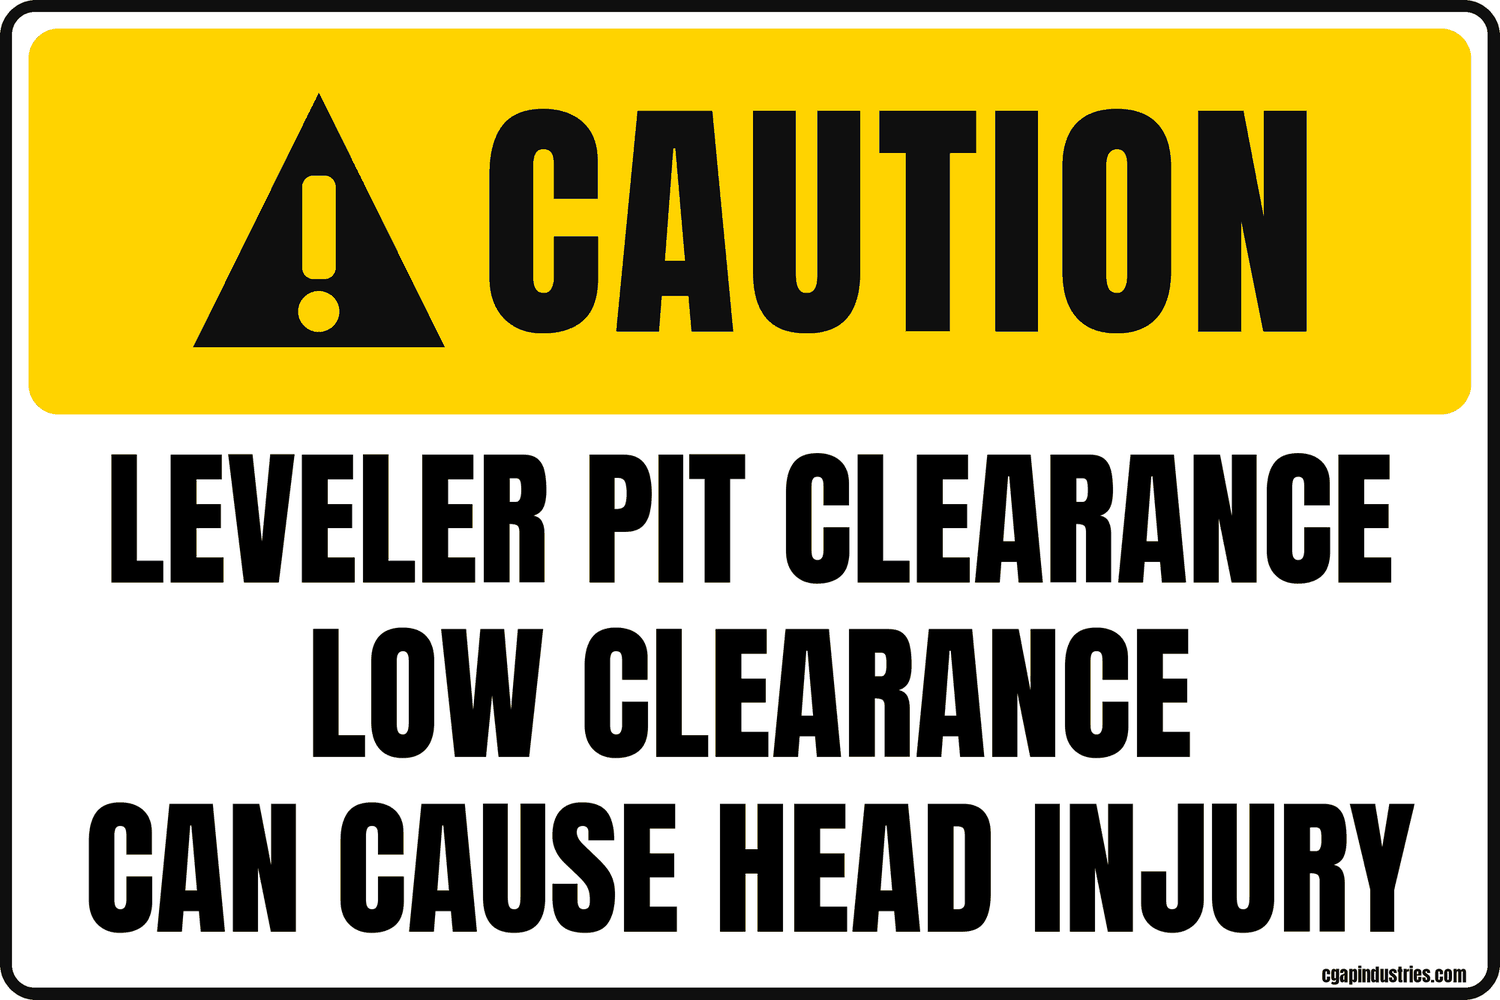 CAUTION
LEVELER PIT CLEARANCE
LOW CLEARANCE
CAN CAUSE HEAD INJURY
cgapindustries.com